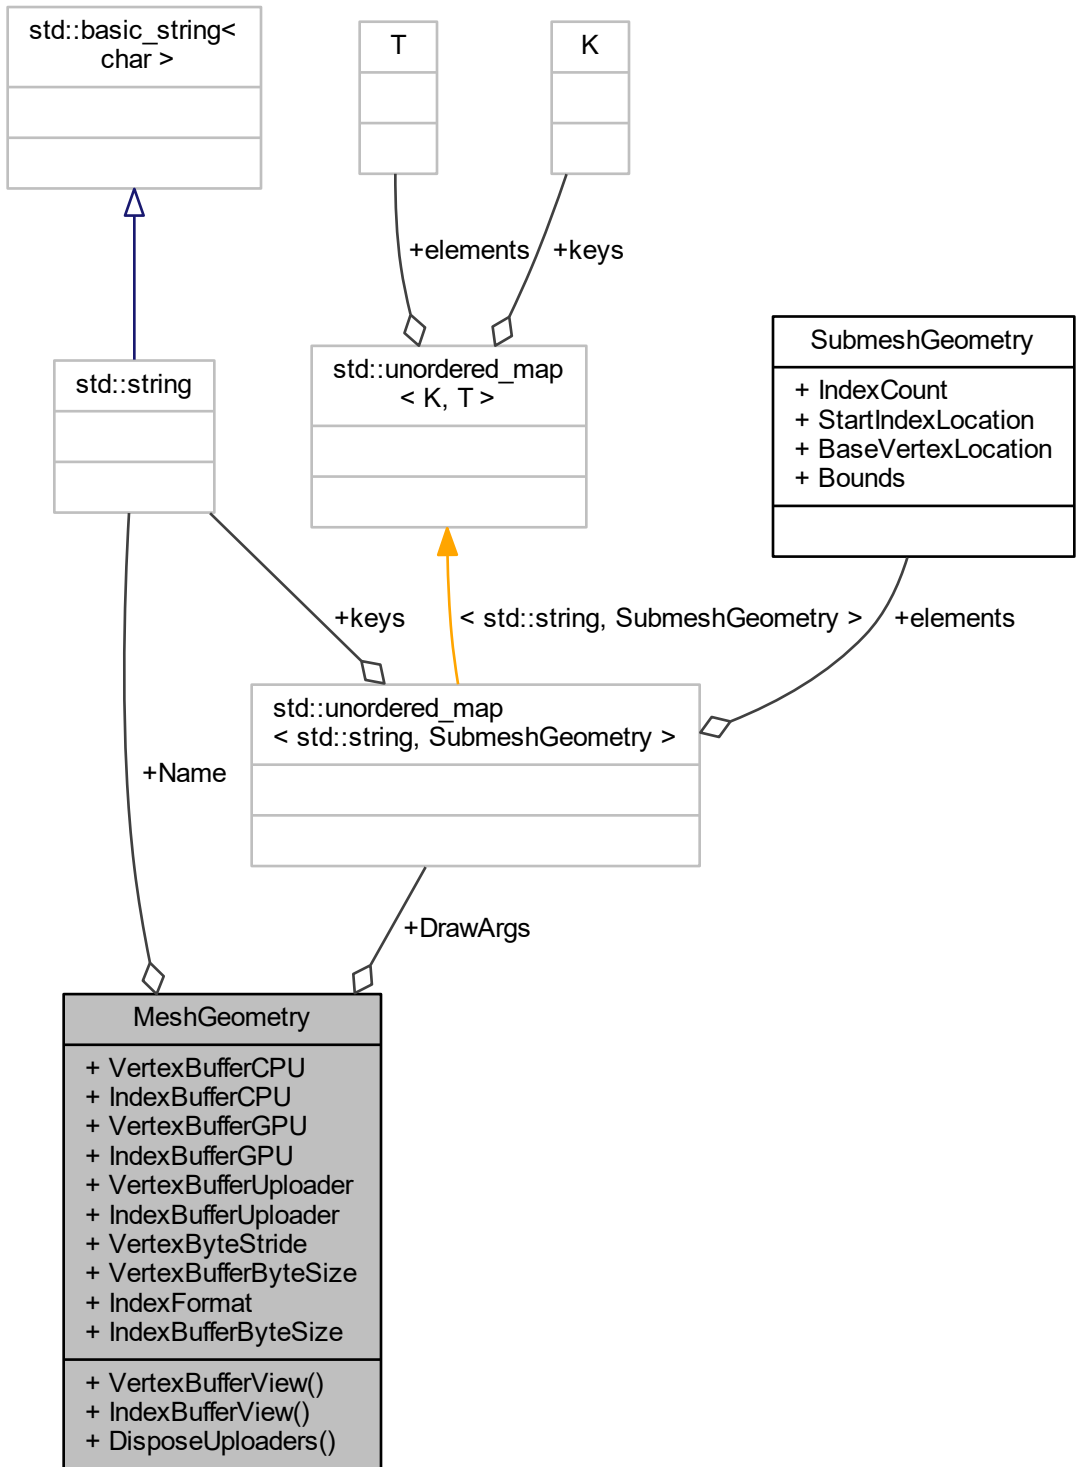 std::basic_string<
char >
T
K
+elements
+keys
SubmeshGeometry
+ IndexCount
+ StartIndexLocation
+ BaseVertexLocation
+ Bounds
std::string
std::unordered_map
< K, T >
+keys
< std::string, SubmeshGeometry >
+elements
std::unordered_map
< std::string, SubmeshGeometry >
+Name
+DrawArgs
MeshGeometry
+ VertexBufferCPU
+ IndexBufferCPU
+ VertexBufferGPU
+ IndexBufferGPU
+ VertexBufferUploader
+ IndexBufferUploader
+ VertexByteStride
+ VertexBufferByteSize
+ IndexFormat
+ IndexBufferByteSize
+ VertexBufferView()
+ IndexBufferView()
+ DisposeUploaders()